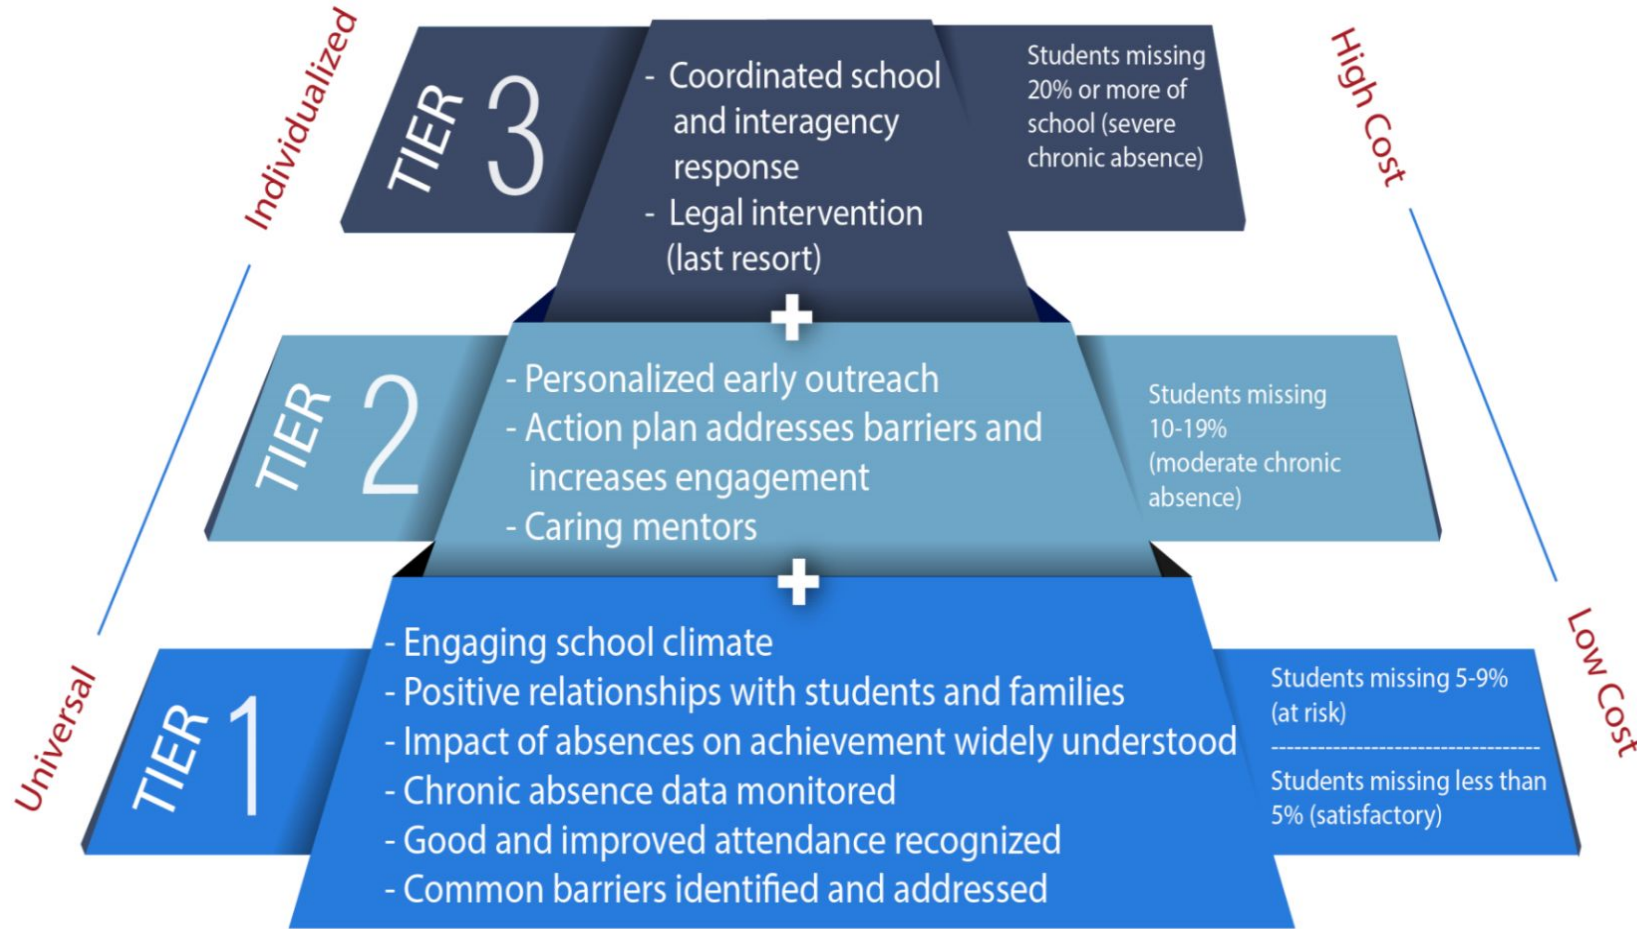 Individualized
High Cost
TIER 3
- Coordinated school
and interagency
response
- Legal intervention
(last resort)
Students missing
20% or more of
school (severe
chronic absence)
+
TIER 2
- Personalized early outreach
- Action plan addresses barriers and
increases engagement
- Caring mentors
Students missing
10-19%
(moderate chronic
absence)
+
Universal
Low Cost
TIER 1
- Engaging school climate
- Positive relationships with students and families
- Impact of absences on achievement widely understood
- Chronic absence data monitored
- Good and improved attendance recognized
- Common barriers identified and addressed
Students missing 5-9%
(at risk)
-----------------------------------
Students missing less than
5% (satisfactory)